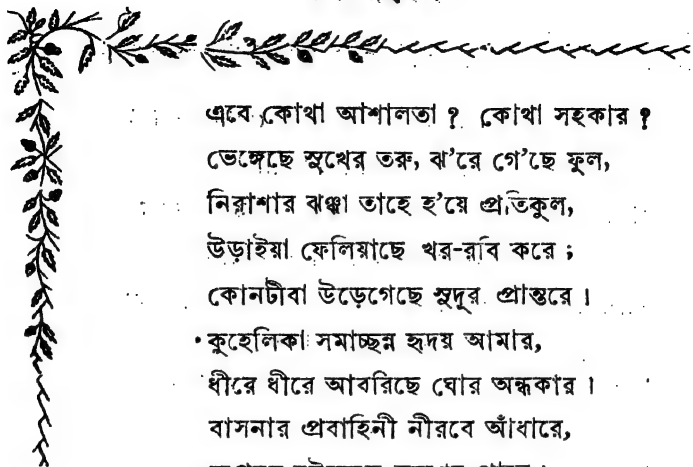 এবে কোথা আশালতা ? কোথা সহকার ?
ভেঙ্গেছে সুখের তরু, ঝ'রে গে'ছে ফুল,
নিরাশার ঝঞ্ঝা তাহে হ'য়ে প্রতিকুল,
উড়াইয়া ফেলিয়াছে খর-রবি করে ;
কোনটীবা উড়েগেছে সুদূর প্রান্তরে ।
কুহেলিকা সমাচ্ছন্ন হৃদয় আমার,
ধীরে ধীরে আবরিছে ঘোর অন্ধকার ।
বাসনার প্রবাহিনী নীরবে আঁধারে,